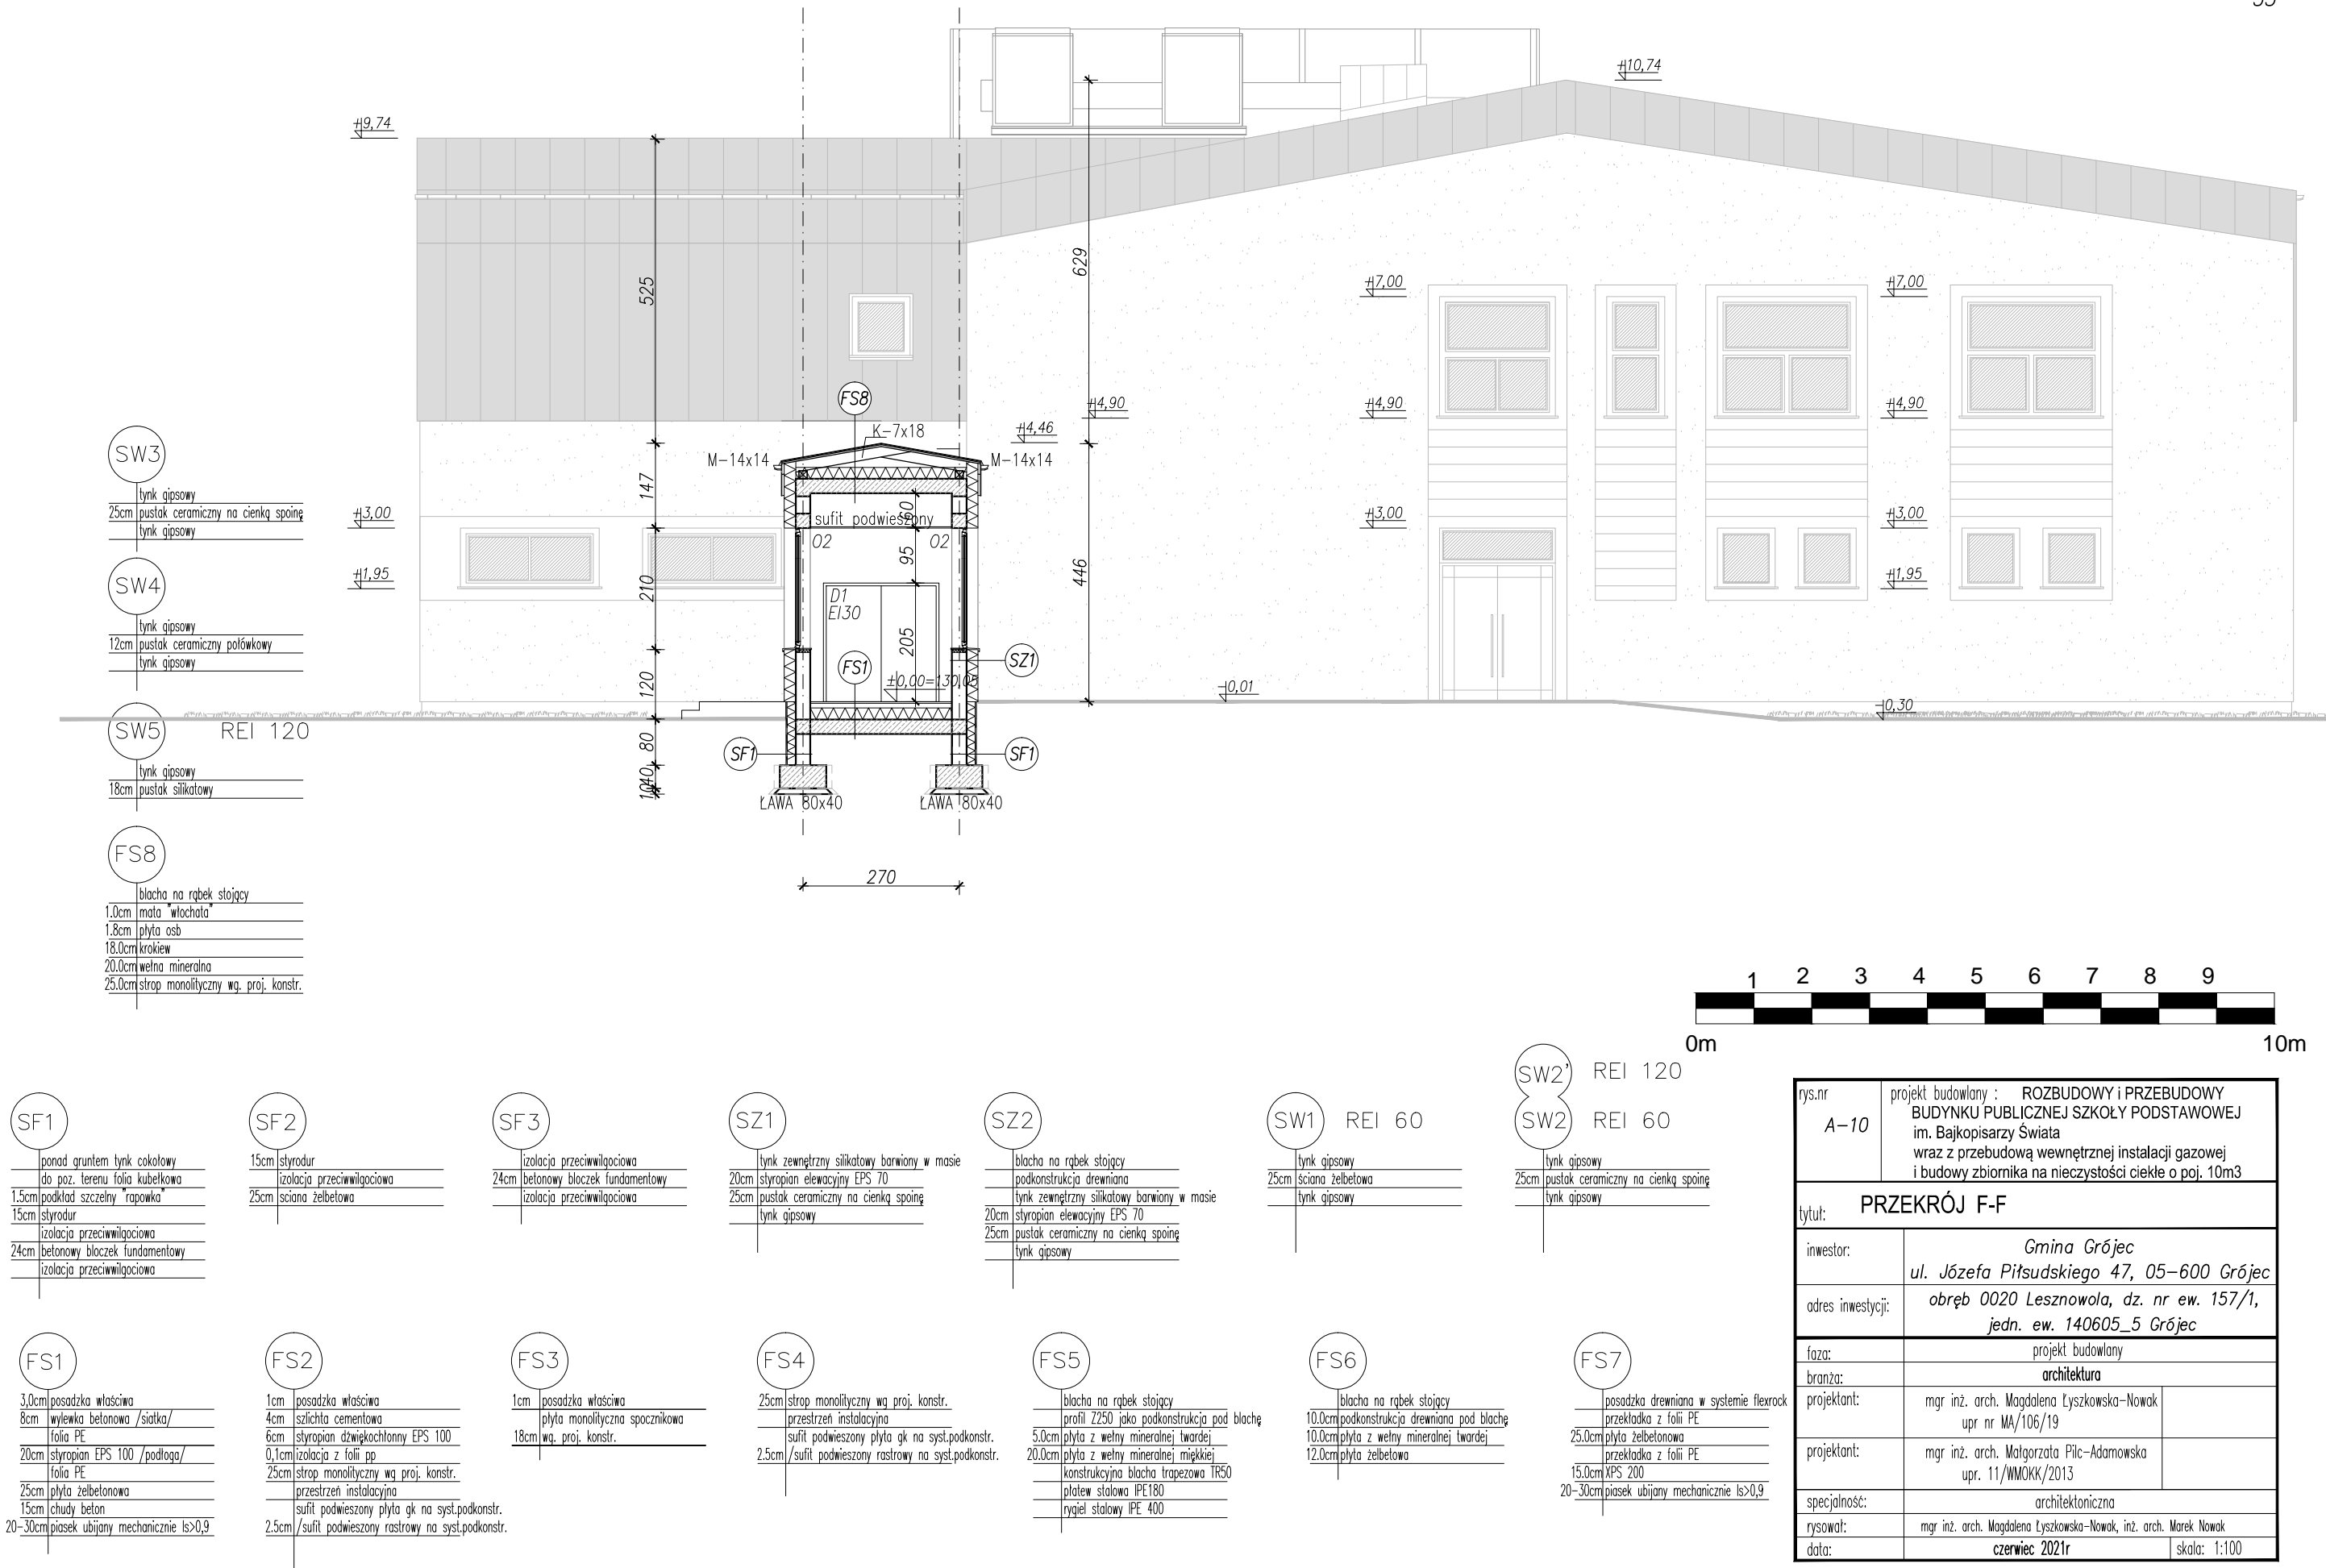 +10,74
+9,74
525
629
+7,00
+7,00
FS8
+4,90
+4,90
+4,90
K-7x18
+4,46
M-14x14
M-14x14
147
60
sufit podwieszony
+3,00
+3,00
+3,00
O2
O2
95
446
+1,95
+1,95
210
D1
EI30
205
SZ1
FS1
±0,00=130,05
120
-0,01
-0,30
80
SF1
SF1
40
10
ŁAWA 80x40
ŁAWA 80x40
270
SW3
tynk gipsowy
25cm pustak ceramiczny na cienką spoinę
tynk gipsowy
SW4
tynk gipsowy
12cm pustak ceramiczny połówkowy
tynk gipsowy
SW5 REI 120
tynk gipsowy
18cm pustak silikatowy
FS8
blacha na rąbek stojący
1.0cm mata "włochata"
1.8cm płyta osb
18.0cm krokiew
20.0cm wełna mineralna
25.0cm strop monolityczny wg. proj. konstr.
1 2 3 4 5 6 7 8 9
0m 10m
SF1
ponad gruntem tynk cokołowy
do poz. terenu folia kubełkowa
1.5cm podkład szczelny "rapowka"
15cm styrodur
izolacja przeciwwilgociowa
24cm betonowy bloczek fundamentowy
izolacja przeciwwilgociowa
SF2
15cm styrodur
izolacja przeciwwilgociowa
25cm sciana żelbetowa
SF3
izolacja przeciwwilgociowa
24cm betonowy bloczek fundamentowy
izolacja przeciwwilgociowa
SZ1
tynk zewnętrzny silikatowy barwiony w masie
20cm styropian elewacyjny EPS 70
25cm pustak ceramiczny na cienką spoinę
tynk gipsowy
SZ2
blacha na rąbek stojący
podkonstrukcja drewniana
tynk zewnętrzny silikatowy barwiony w masie
20cm styropian elewacyjny EPS 70
25cm pustak ceramiczny na cienką spoinę
tynk gipsowy
SW1 REI 60
tynk gipsowy
25cm ściana żelbetowa
tynk gipsowy
SW2' REI 120
SW2 REI 60
tynk gipsowy
25cm pustak ceramiczny na cienką spoinę
tynk gipsowy
FS1
3,0cm posadzka właściwa
8cm wylewka betonowa /siatka/
folia PE
20cm styropian EPS 100 /podłoga/
folia PE
25cm płyta żelbetonowa
15cm chudy beton
20-30cm piasek ubijany mechanicznie Is>0,9
FS2
1cm posadzka właściwa
4cm szlichta cementowa
6cm styropian dźwiękochłonny EPS 100
0,1cm izolacja z folii pp
25cm strop monolityczny wg proj. konstr.
przestrzeń instalacyjna
sufit podwieszony płyta gk na syst.podkonstr.
2.5cm /sufit podwieszony rastrowy na syst.podkonstr.
FS3
1cm posadzka właściwa
płyta monolityczna spocznikowa
18cm wg. proj. konstr.
FS4
25cm strop monolityczny wg proj. konstr.
przestrzeń instalacyjna
sufit podwieszony płyta gk na syst.podkonstr.
2.5cm /sufit podwieszony rastrowy na syst.podkonstr.
FS5
blacha na rąbek stojący
profil Z250 jako podkonstrukcja pod blachę
5.0cm płyta z wełny mineralnej twardej
20.0cm płyta z wełny mineralnej miękkiej
konstrukcyjna blacha trapezowa TR50
płatew stalowa IPE180
rygiel stalowy IPE 400
FS6
blacha na rąbek stojący
10.0cm podkonstrukcja drewniana pod blachę
10.0cm płyta z wełny mineralnej twardej
12.0cm płyta żelbetowa
FS7
posadzka drewniana w systemie flexrock
przekładka z folii PE
25.0cm płyta żelbetonowa
przekładka z folii PE
15.0cm XPS 200
20-30cm piasek ubijany mechanicznie Is>0,9
rys.nr
A-10
projekt budowlany : ROZBUDOWY i PRZEBUDOWY
BUDYNKU PUBLICZNEJ SZKOŁY PODSTAWOWEJ
im. Bajkopisarzy Świata
wraz z przebudową wewnętrznej instalacji gazowej
i budowy zbiornika na nieczystości ciekłe o poj. 10m3
tytuł: PRZEKRÓJ F-F
inwestor: Gmina Grójec
ul. Józefa Piłsudskiego 47, 05-600 Grójec
adres inwestycji: obręb 0020 Lesznowola, dz. nr ew. 157/1,
jedn. ew. 140605_5 Grójec
faza: projekt budowlany
branża: architektura
projektant: mgr inż. arch. Magdalena Łyszkowska-Nowak
upr nr MA/106/19
projektant: mgr inż. arch. Małgorzata Pilc-Adamowska
upr. 11/WMOKK/2013
specjalność: architektoniczna
rysował: mgr inż. arch. Magdalena Łyszkowska-Nowak, inż. arch. Marek Nowak
data: czerwiec 2021r skala: 1:100